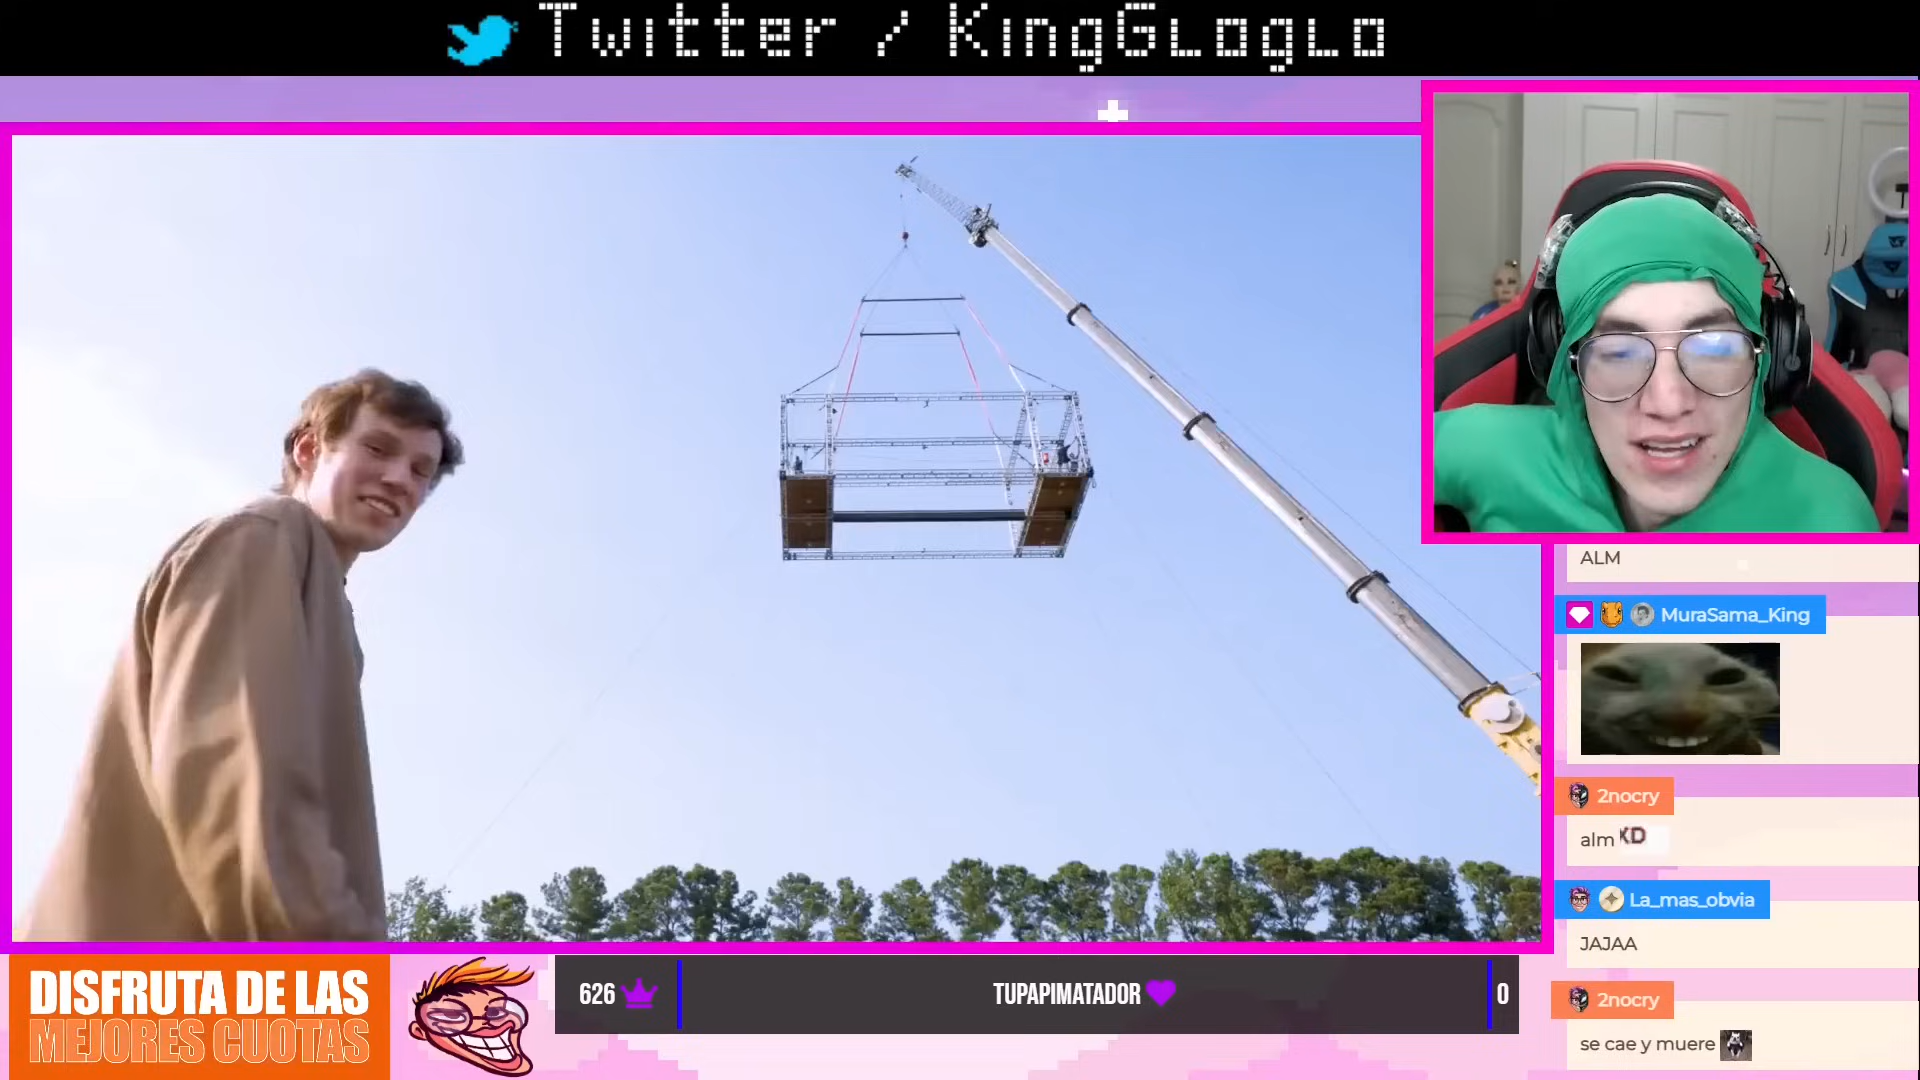 Twitter / KingGlogLo
ALM
MuraSama_King
2nocry
alm XD
La_mas_obvia
JAJAA
2nocry
se cae y muere
DISFRUTA DE LAS
MEJORES CUOTAS
626
TUPAPIMATADOR
0